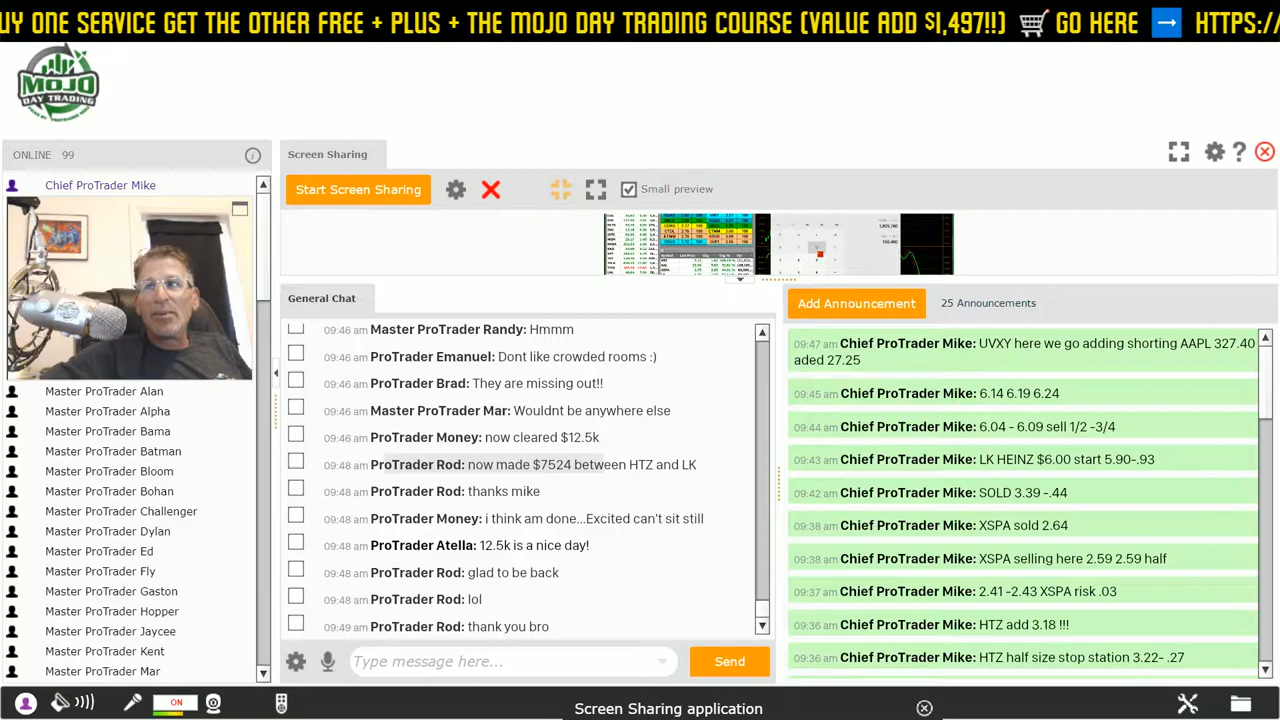 UY ONE SERVICE GET THE OTHER FREE + PLUS + THE MOJO DAY TRADING COURSE (VALUE ADD $1,497!!) GO HERE HTTPS://
MOJO
DAY TRADING
ONLINE 99
Chief ProTrader Mike
Master ProTrader Alan
Master ProTrader Alpha
Master ProTrader Bama
Master ProTrader Batman
Master ProTrader Bloom
Master ProTrader Bohan
Master ProTrader Challenger
Master ProTrader Dylan
Master ProTrader Ed
Master ProTrader Fly
Master ProTrader Gaston
Master ProTrader Hopper
Master ProTrader Jaycee
Master ProTrader Kent
Master ProTrader Mar
Screen Sharing
Start Screen Sharing
Small preview
General Chat
09:46 am Master ProTrader Randy: Hmmm
09:46 am ProTrader Emanuel: Dont like crowded rooms :)
09:46 am ProTrader Brad: They are missing out!!
09:46 am Master ProTrader Mar: Wouldnt be anywhere else
09:46 am ProTrader Money: now cleared $12.5k
09:48 am ProTrader Rod: now made $7524 between HTZ and LK
09:48 am ProTrader Rod: thanks mike
09:48 am ProTrader Money: i think am done...Excited can't sit still
09:48 am ProTrader Atella: 12.5k is a nice day!
09:48 am ProTrader Rod: glad to be back
09:48 am ProTrader Rod: lol
09:49 am ProTrader Rod: thank you bro
Type message here...
Send
Add Announcement
25 Announcements
09:47 am Chief ProTrader Mike: UVXY here we go adding shorting AAPL 327.40
aded 27.25
09:45 am Chief ProTrader Mike: 6.14 6.19 6.24
09:44 am Chief ProTrader Mike: 6.04 - 6.09 sell 1/2 -3/4
09:43 am Chief ProTrader Mike: LK HEINZ $6.00 start 5.90-.93
09:42 am Chief ProTrader Mike: SOLD 3.39 -.44
09:38 am Chief ProTrader Mike: XSPA sold 2.64
09:38 am Chief ProTrader Mike: XSPA selling here 2.59 2.59 half
09:37 am Chief ProTrader Mike: 2.41 -2.43 XSPA risk .03
09:36 am Chief ProTrader Mike: HTZ add 3.18 !!!
09:36 am Chief ProTrader Mike: HTZ half size stop station 3.22- .27
ON
Screen Sharing application